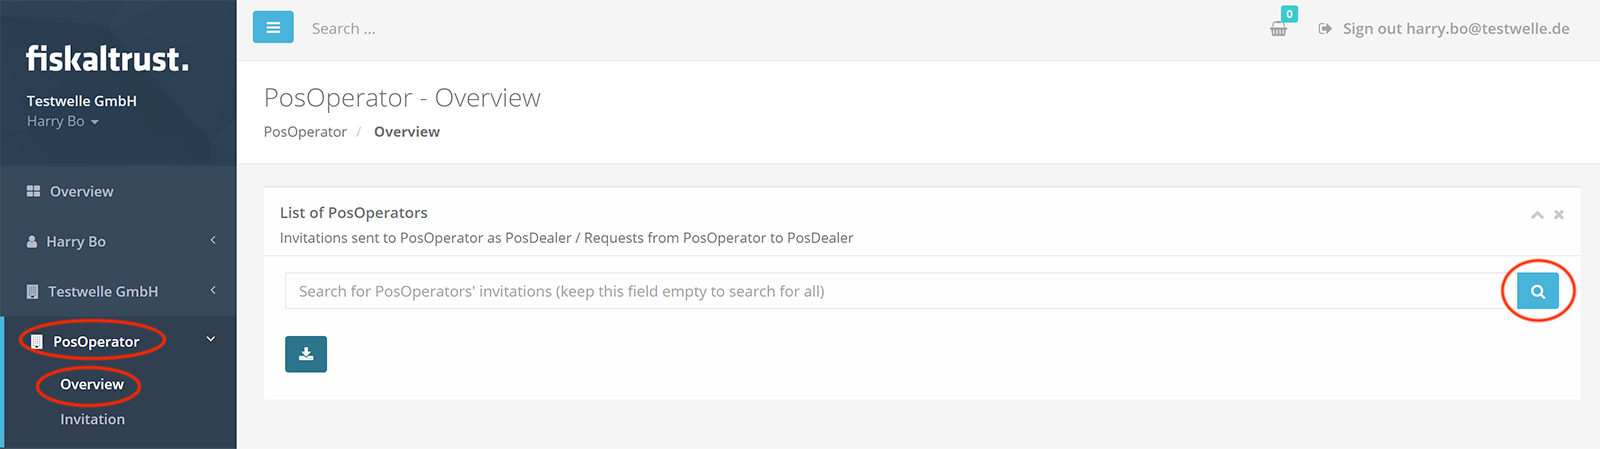 fiskaltrust.
Testwelle GmbH
Harry Bo
Overview
Harry Bo
Testwelle GmbH
PosOperator
Overview
Invitation
Search ...
0
Sign out harry.bo@testwelle.de
PosOperator - Overview
PosOperator / Overview
List of PosOperators
Invitations sent to PosOperator as PosDealer / Requests from PosOperator to PosDealer
Search for PosOperators' invitations (keep this field empty to search for all)